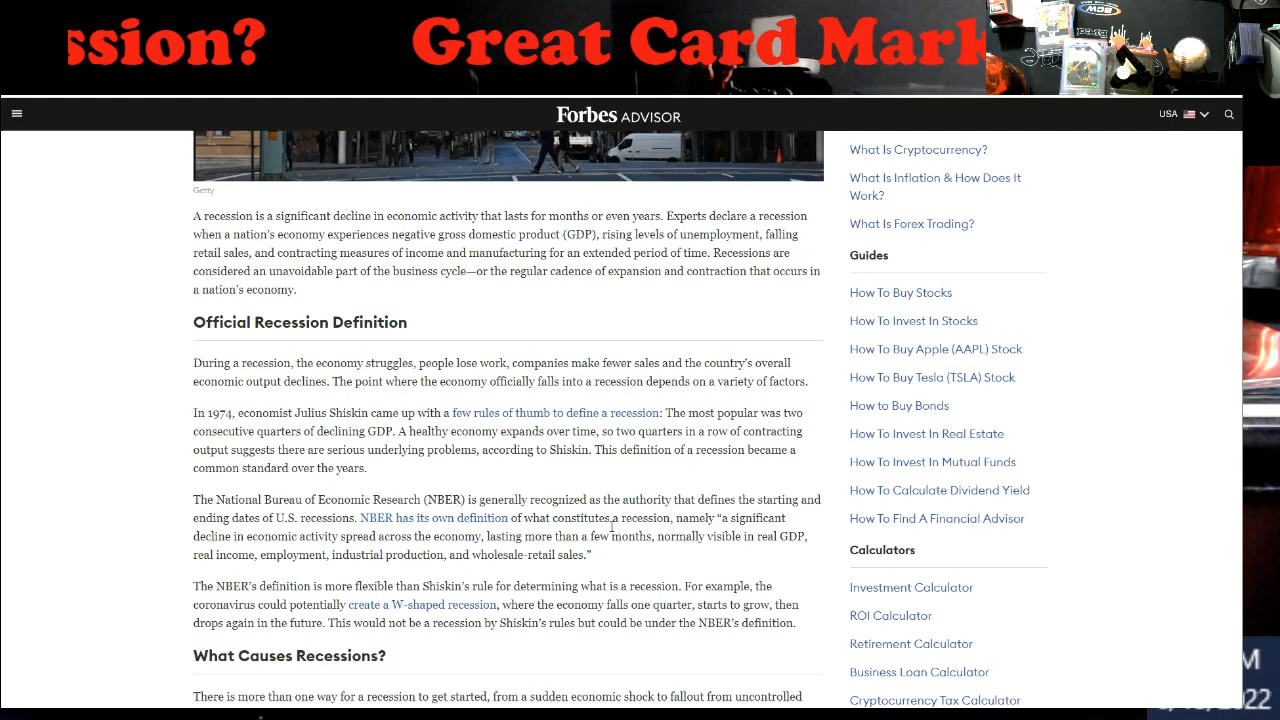 ssion? Great Card Mark
BCW
Forbes ADVISOR
USA
Getty
A recession is a significant decline in economic activity that lasts for months or even years. Experts declare a recession
when a nation's economy experiences negative gross domestic product (GDP), rising levels of unemployment, falling
retail sales, and contracting measures of income and manufacturing for an extended period of time. Recessions are
considered an unavoidable part of the business cycle—or the regular cadence of expansion and contraction that occurs in
a nation's economy.
Official Recession Definition
During a recession, the economy struggles, people lose work, companies make fewer sales and the country's overall
economic output declines. The point where the economy officially falls into a recession depends on a variety of factors.
In 1974, economist Julius Shiskin came up with a few rules of thumb to define a recession: The most popular was two
consecutive quarters of declining GDP. A healthy economy expands over time, so two quarters in a row of contracting
output suggests there are serious underlying problems, according to Shiskin. This definition of a recession became a
common standard over the years.
The National Bureau of Economic Research (NBER) is generally recognized as the authority that defines the starting and
ending dates of U.S. recessions. NBER has its own definition of what constitutes a recession, namely “a significant
decline in economic activity spread across the economy, lasting more than a few months, normally visible in real GDP,
real income, employment, industrial production, and wholesale-retail sales.”
The NBER's definition is more flexible than Shiskin's rule for determining what is a recession. For example, the
coronavirus could potentially create a W-shaped recession, where the economy falls one quarter, starts to grow, then
drops again in the future. This would not be a recession by Shiskin's rules but could be under the NBER's definition.
What Causes Recessions?
There is more than one way for a recession to get started, from a sudden economic shock to fallout from uncontrolled
What Is Cryptocurrency?
What Is Inflation & How Does It
Work?
What Is Forex Trading?
Guides
How To Buy Stocks
How To Invest In Stocks
How To Buy Apple (AAPL) Stock
How To Buy Tesla (TSLA) Stock
How to Buy Bonds
How To Invest In Real Estate
How To Invest In Mutual Funds
How To Calculate Dividend Yield
How To Find A Financial Advisor
Calculators
Investment Calculator
ROI Calculator
Retirement Calculator
Business Loan Calculator
Cryptocurrency Tax Calculator
M
2022